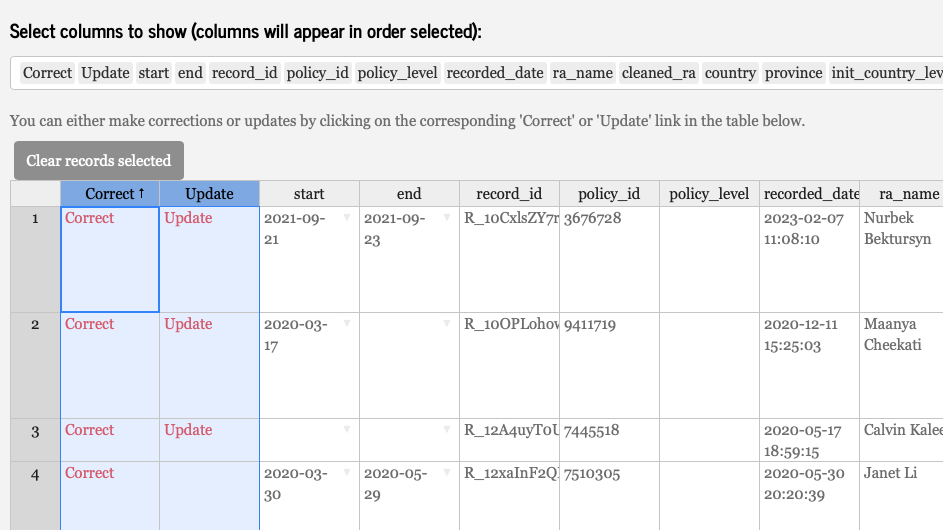 Select columns to show (columns will appear in order selected):
Correct Update start end record_id policy_id policy_level recorded_date ra_name cleaned_ra country province init_country_lev
You can either make corrections or updates by clicking on the corresponding 'Correct' or 'Update' link in the table below.
Clear records selected
Correct ↑ Update start end record_id policy_id policy_level recorded_date ra_name
1 Correct Update 2021-09- 2021-09- R_10CxlsZY7r 3676728 2023-02-07 Nurbek
21 23 11:08:10 Bektursyn
2 Correct Update 2020-03- R_10OPLohow 9411719 2020-12-11 Maanya
17 15:25:03 Cheekati
3 Correct Update R_12A4uyT0U 7445518 2020-05-17 Calvin Kalee
18:59:15
4 Correct 2020-03- 2020-05- R_12xaInF2Q 7510305 2020-05-30 Janet Li
30 29 20:20:39